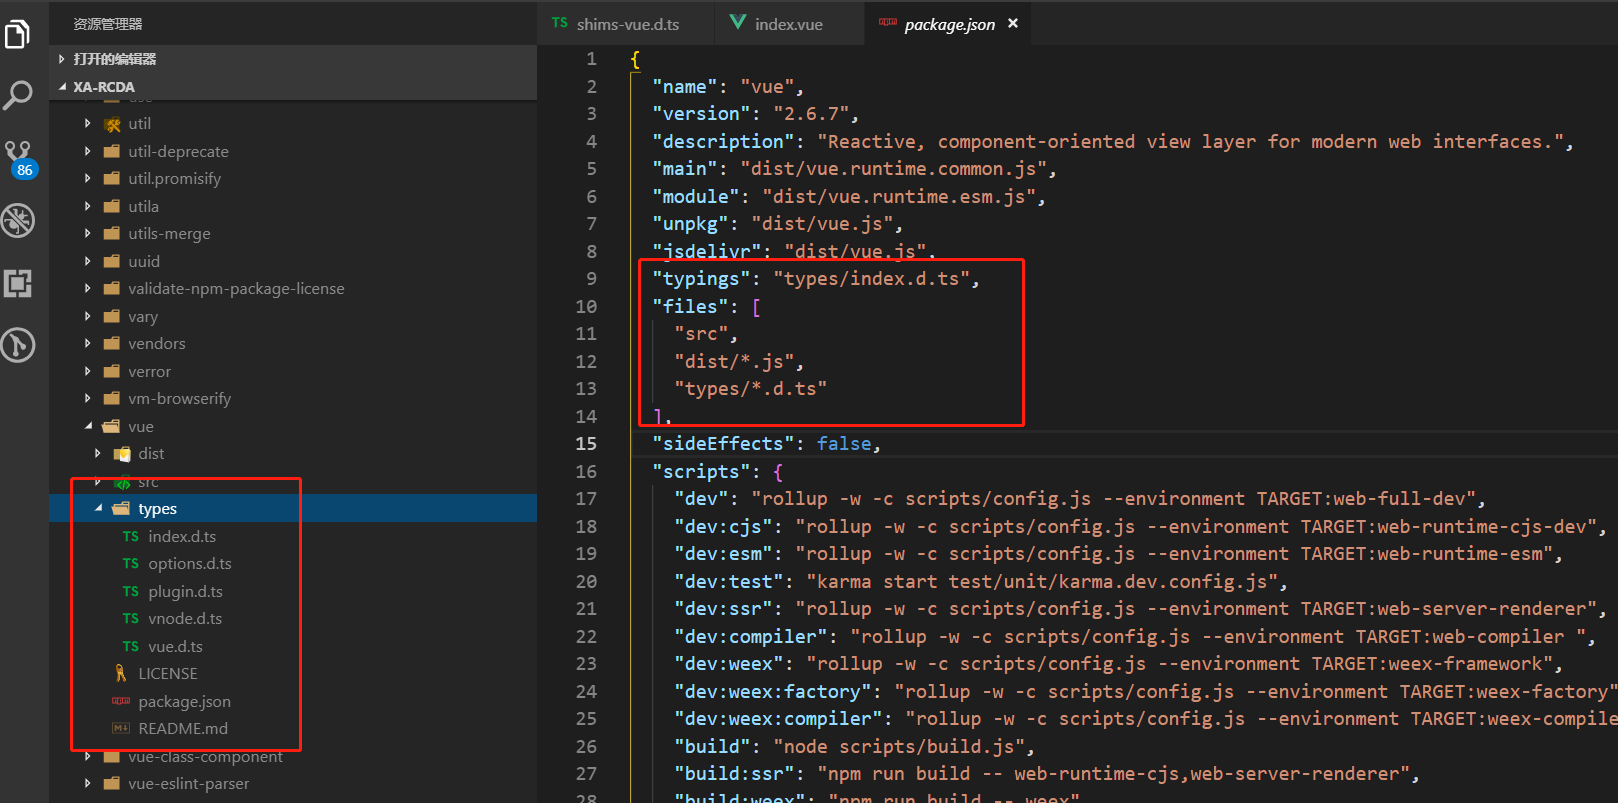 资源管理器
打开的编辑器
XA-RCDA
use
util
util-deprecate
util.promisify
utila
utils-merge
uuid
validate-npm-package-license
vary
vendors
verror
vm-browserify
vue
dist
src
types
TS index.d.ts
TS options.d.ts
TS plugin.d.ts
TS vnode.d.ts
TS vue.d.ts
LICENSE
package.json
README.md
vue-class-component
vue-eslint-parser
86
TS shims-vue.d.ts
index.vue
package.json ×
1 {
2 "name": "vue",
3 "version": "2.6.7",
4 "description": "Reactive, component-oriented view layer for modern web interfaces.",
5 "main": "dist/vue.runtime.common.js",
6 "module": "dist/vue.runtime.esm.js",
7 "unpkg": "dist/vue.js",
8 "jsdelivr": "dist/vue.js",
9 "typings": "types/index.d.ts",
10 "files": [
11 "src",
12 "dist/*.js",
13 "types/*.d.ts"
14 ],
15 "sideEffects": false,
16 "scripts": {
17 "dev": "rollup -w -c scripts/config.js --environment TARGET:web-full-dev",
18 "dev:cjs": "rollup -w -c scripts/config.js --environment TARGET:web-runtime-cjs-dev",
19 "dev:esm": "rollup -w -c scripts/config.js --environment TARGET:web-runtime-esm",
20 "dev:test": "karma start test/unit/karma.dev.config.js",
21 "dev:ssr": "rollup -w -c scripts/config.js --environment TARGET:web-server-renderer",
22 "dev:compiler": "rollup -w -c scripts/config.js --environment TARGET:web-compiler ",
23 "dev:weex": "rollup -w -c scripts/config.js --environment TARGET:weex-framework",
24 "dev:weex:factory": "rollup -w -c scripts/config.js --environment TARGET:weex-factory"
25 "dev:weex:compiler": "rollup -w -c scripts/config.js --environment TARGET:weex-compile
26 "build": "node scripts/build.js",
27 "build:ssr": "npm run build -- web-runtime-cjs,web-server-renderer",
28 "build:weex": "npm run build -- weex"